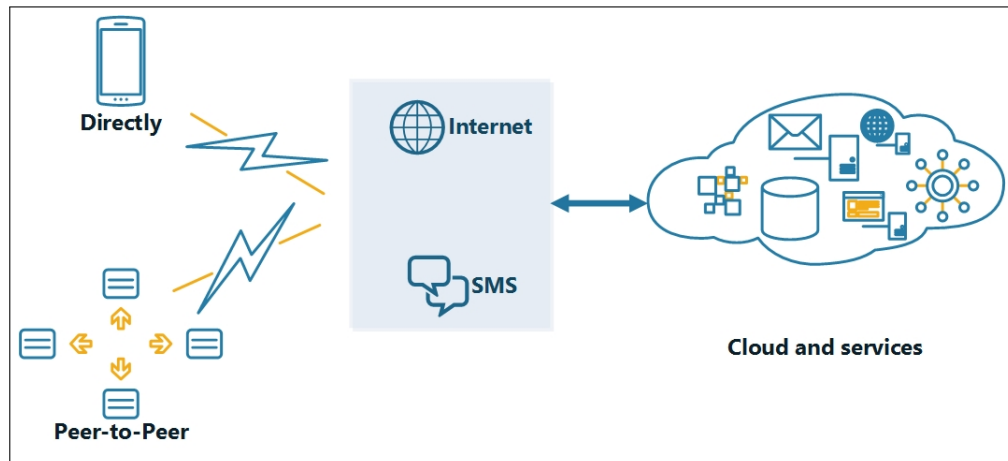 Directly
Internet
SMS
Peer-to-Peer
Cloud and services